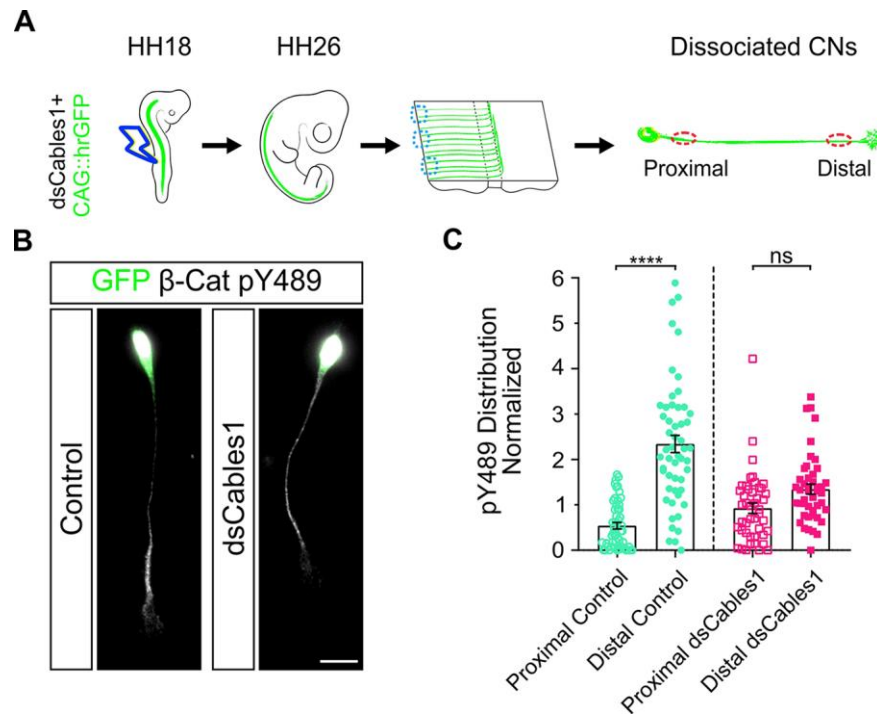 A
HH18
HH26
Dissociated CNs
dsCables1+
CAG::hrGFP
Proximal
Distal
B
GFP β-Cat pY489
Control
dsCables1
C
pY489 Distribution
Normalized
****
ns
6
5
4
3
2
1
0
Proximal Control
Distal Control
Proximal dsCables1
Distal dsCables1